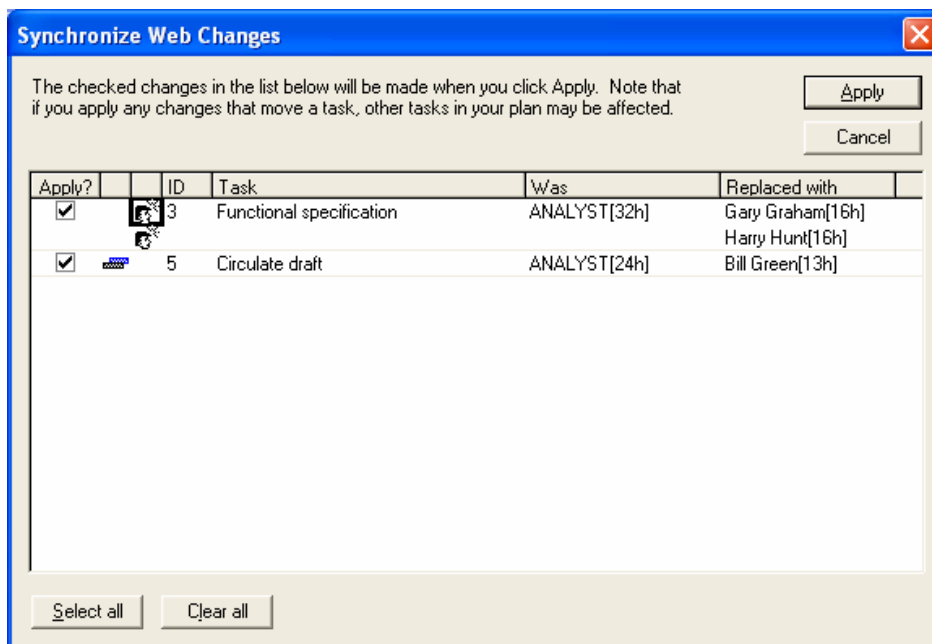 Synchronize Web Changes
The checked changes in the list below will be made when you click Apply. Note that
if you apply any changes that move a task, other tasks in your plan may be affected.
Apply
Cancel
Apply? ID Task Was Replaced with
3 Functional specification ANALYST[32h] Gary Graham[16h]
Harry Hunt[16h]
5 Circulate draft ANALYST[24h] Bill Green[13h]
Select all Clear all